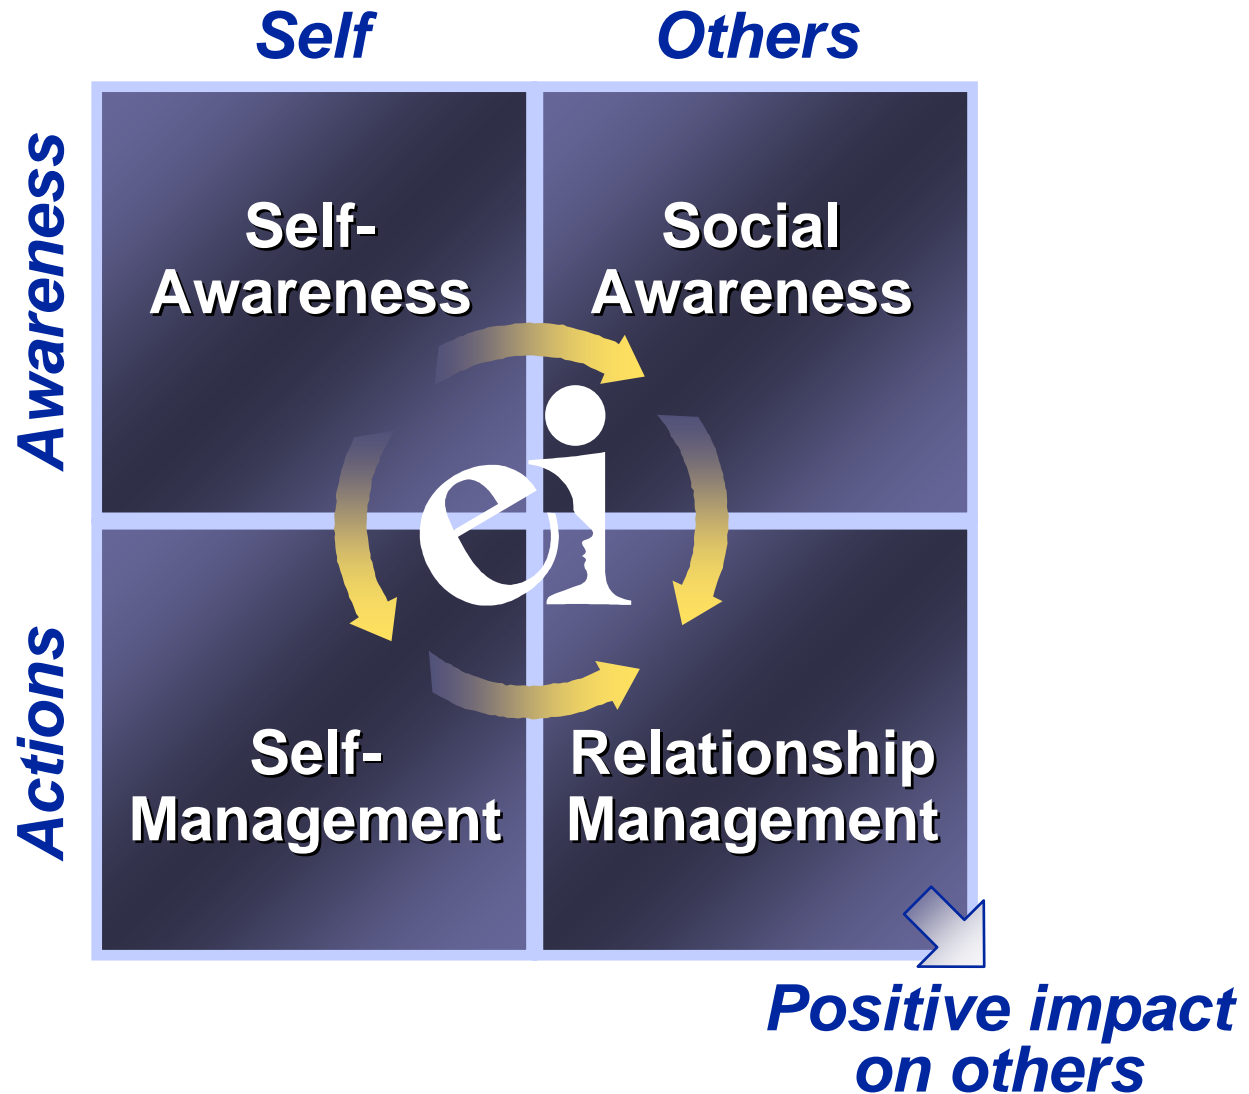 Self
Others
Awareness
Self-
Awareness
Social
Awareness
ei
Actions
Self-
Management
Relationship
Management
Positive impact
on others